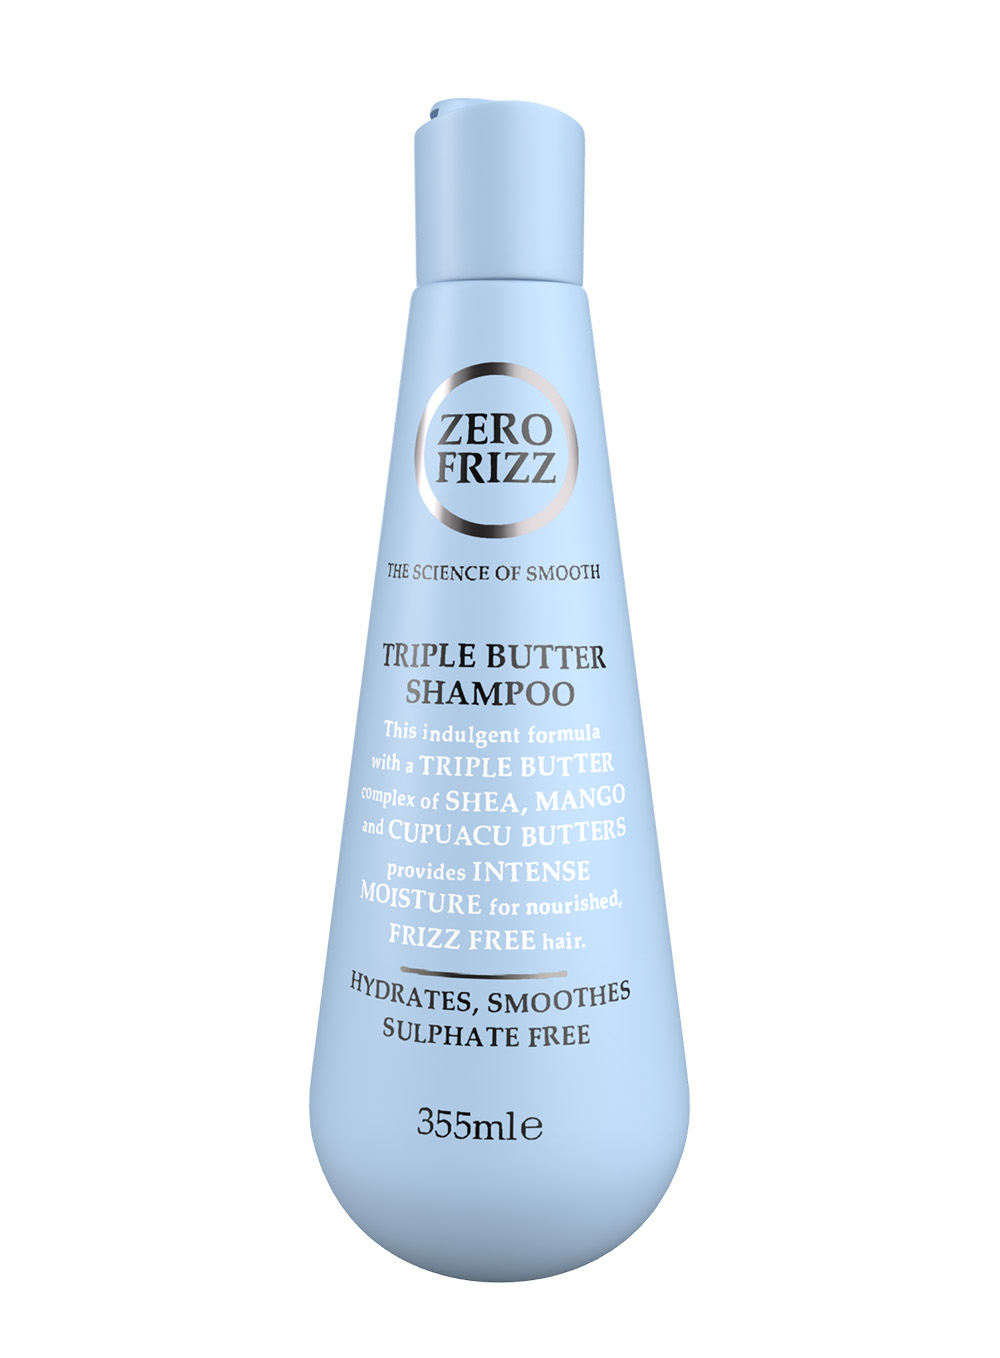 ZERO
FRIZZ
THE SCIENCE OF SMOOTH
TRIPLE BUTTER
SHAMPOO
This indulgent formula
with a TRIPLE BUTTER
complex of SHEA, MANGO
and CUPUACU BUTTERS
provides INTENSE
MOISTURE for nourished,
FRIZZ FREE hair.
HYDRATES, SMOOTHES
SULPHATE FREE
355ml℮